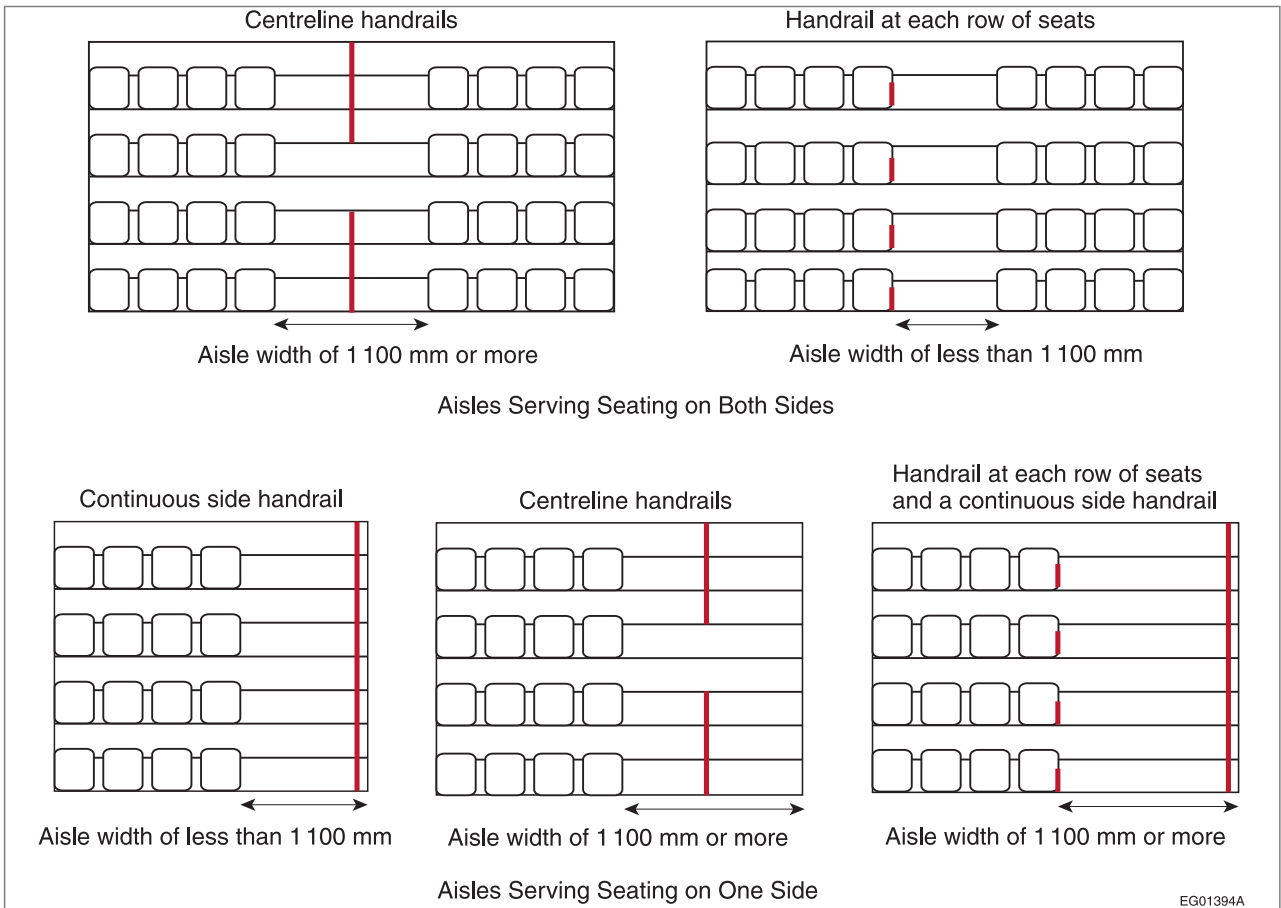 Centreline handrails
Handrail at each row of seats
Aisle width of 1 100 mm or more
Aisle width of less than 1 100 mm
Aisles Serving Seating on Both Sides
Continuous side handrail
Centreline handrails
Handrail at each row of seats
and a continuous side handrail
Aisle width of less than 1 100 mm
Aisle width of 1 100 mm or more
Aisle width of 1 100 mm or more
Aisles Serving Seating on One Side
EG01394A